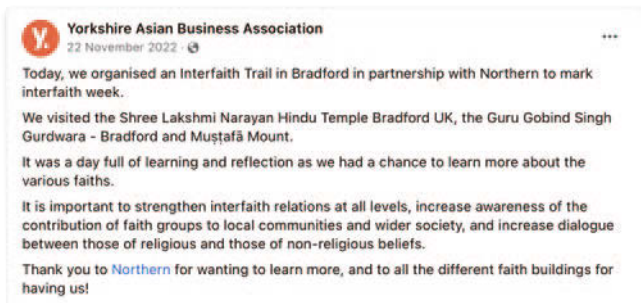 Y.
Yorkshire Asian Business Association
22 November 2022 ·
Today, we organised an Interfaith Trail in Bradford in partnership with Northern to mark
interfaith week.
We visited the Shree Lakshmi Narayan Hindu Temple Bradford UK, the Guru Gobind Singh
Gurdwara - Bradford and Muṣṭafā Mount.
It was a day full of learning and reflection as we had a chance to learn more about the
various faiths.
It is important to strengthen interfaith relations at all levels, increase awareness of the
contribution of faith groups to local communities and wider society, and increase dialogue
between those of religious and those of non-religious beliefs.
Thank you to Northern for wanting to learn more, and to all the different faith buildings for
having us!